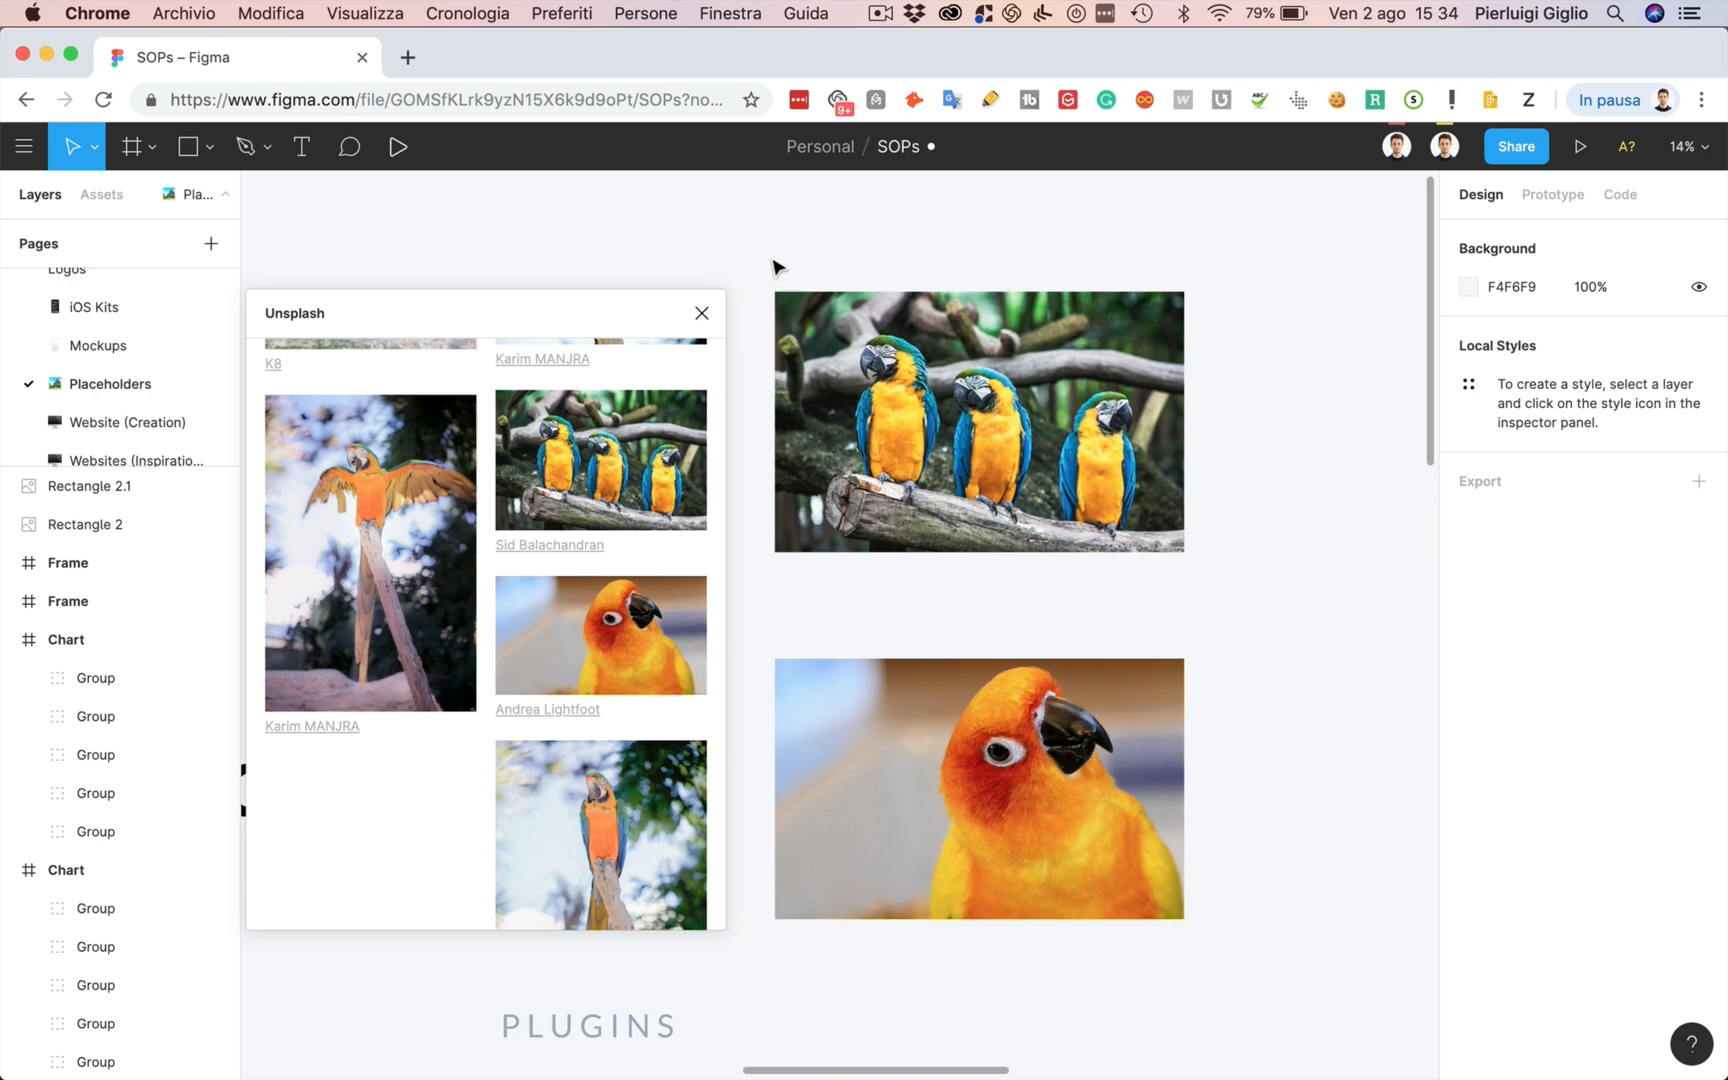 Chrome Archivio Modifica Visualizza Cronologia Preferiti Persone Finestra Guida 79% Ven 2 ago 15 34 Pierluigi Giglio
SOPs – Figma
https://www.figma.com/file/GOMSfKLrk9yzN15X6k9d9oPt/SOPs?no... 9+ In pausa
Personal / SOPs Share A? 14%
Layers Assets Pla...
Pages
Logos
iOS Kits
Mockups
Placeholders
Website (Creation)
Websites (Inspiratio...
Rectangle 2.1
Rectangle 2
Frame
Frame
Chart
Group
Group
Group
Group
Group
Chart
Group
Group
Group
Group
Group
Unsplash
K8
Karim MANJRA
Sid Balachandran
Andrea Lightfoot
Karim MANJRA
PLUGINS
Design Prototype Code
Background
F4F6F9 100%
Local Styles
To create a style, select a layer
and click on the style icon in the
inspector panel.
Export
?